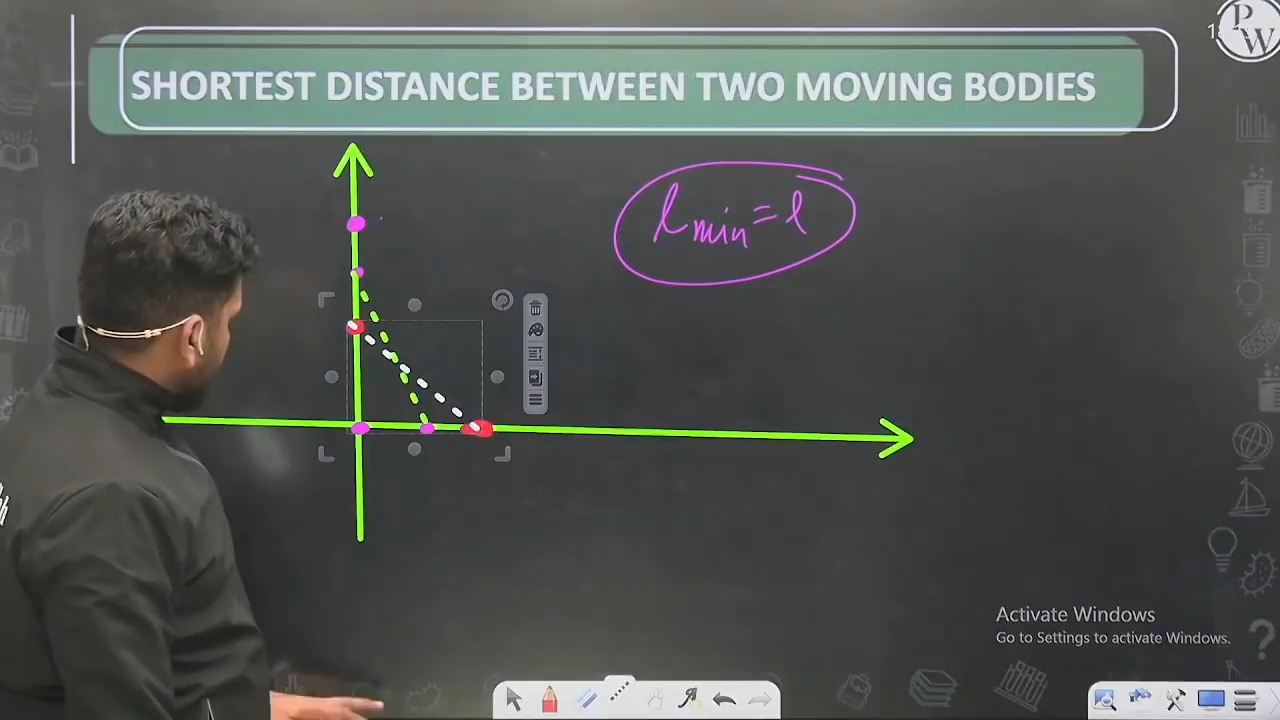 SHORTEST DISTANCE BETWEEN TWO MOVING BODIES
P
W
l min = l
Activate Windows
Go to Settings to activate Windows.